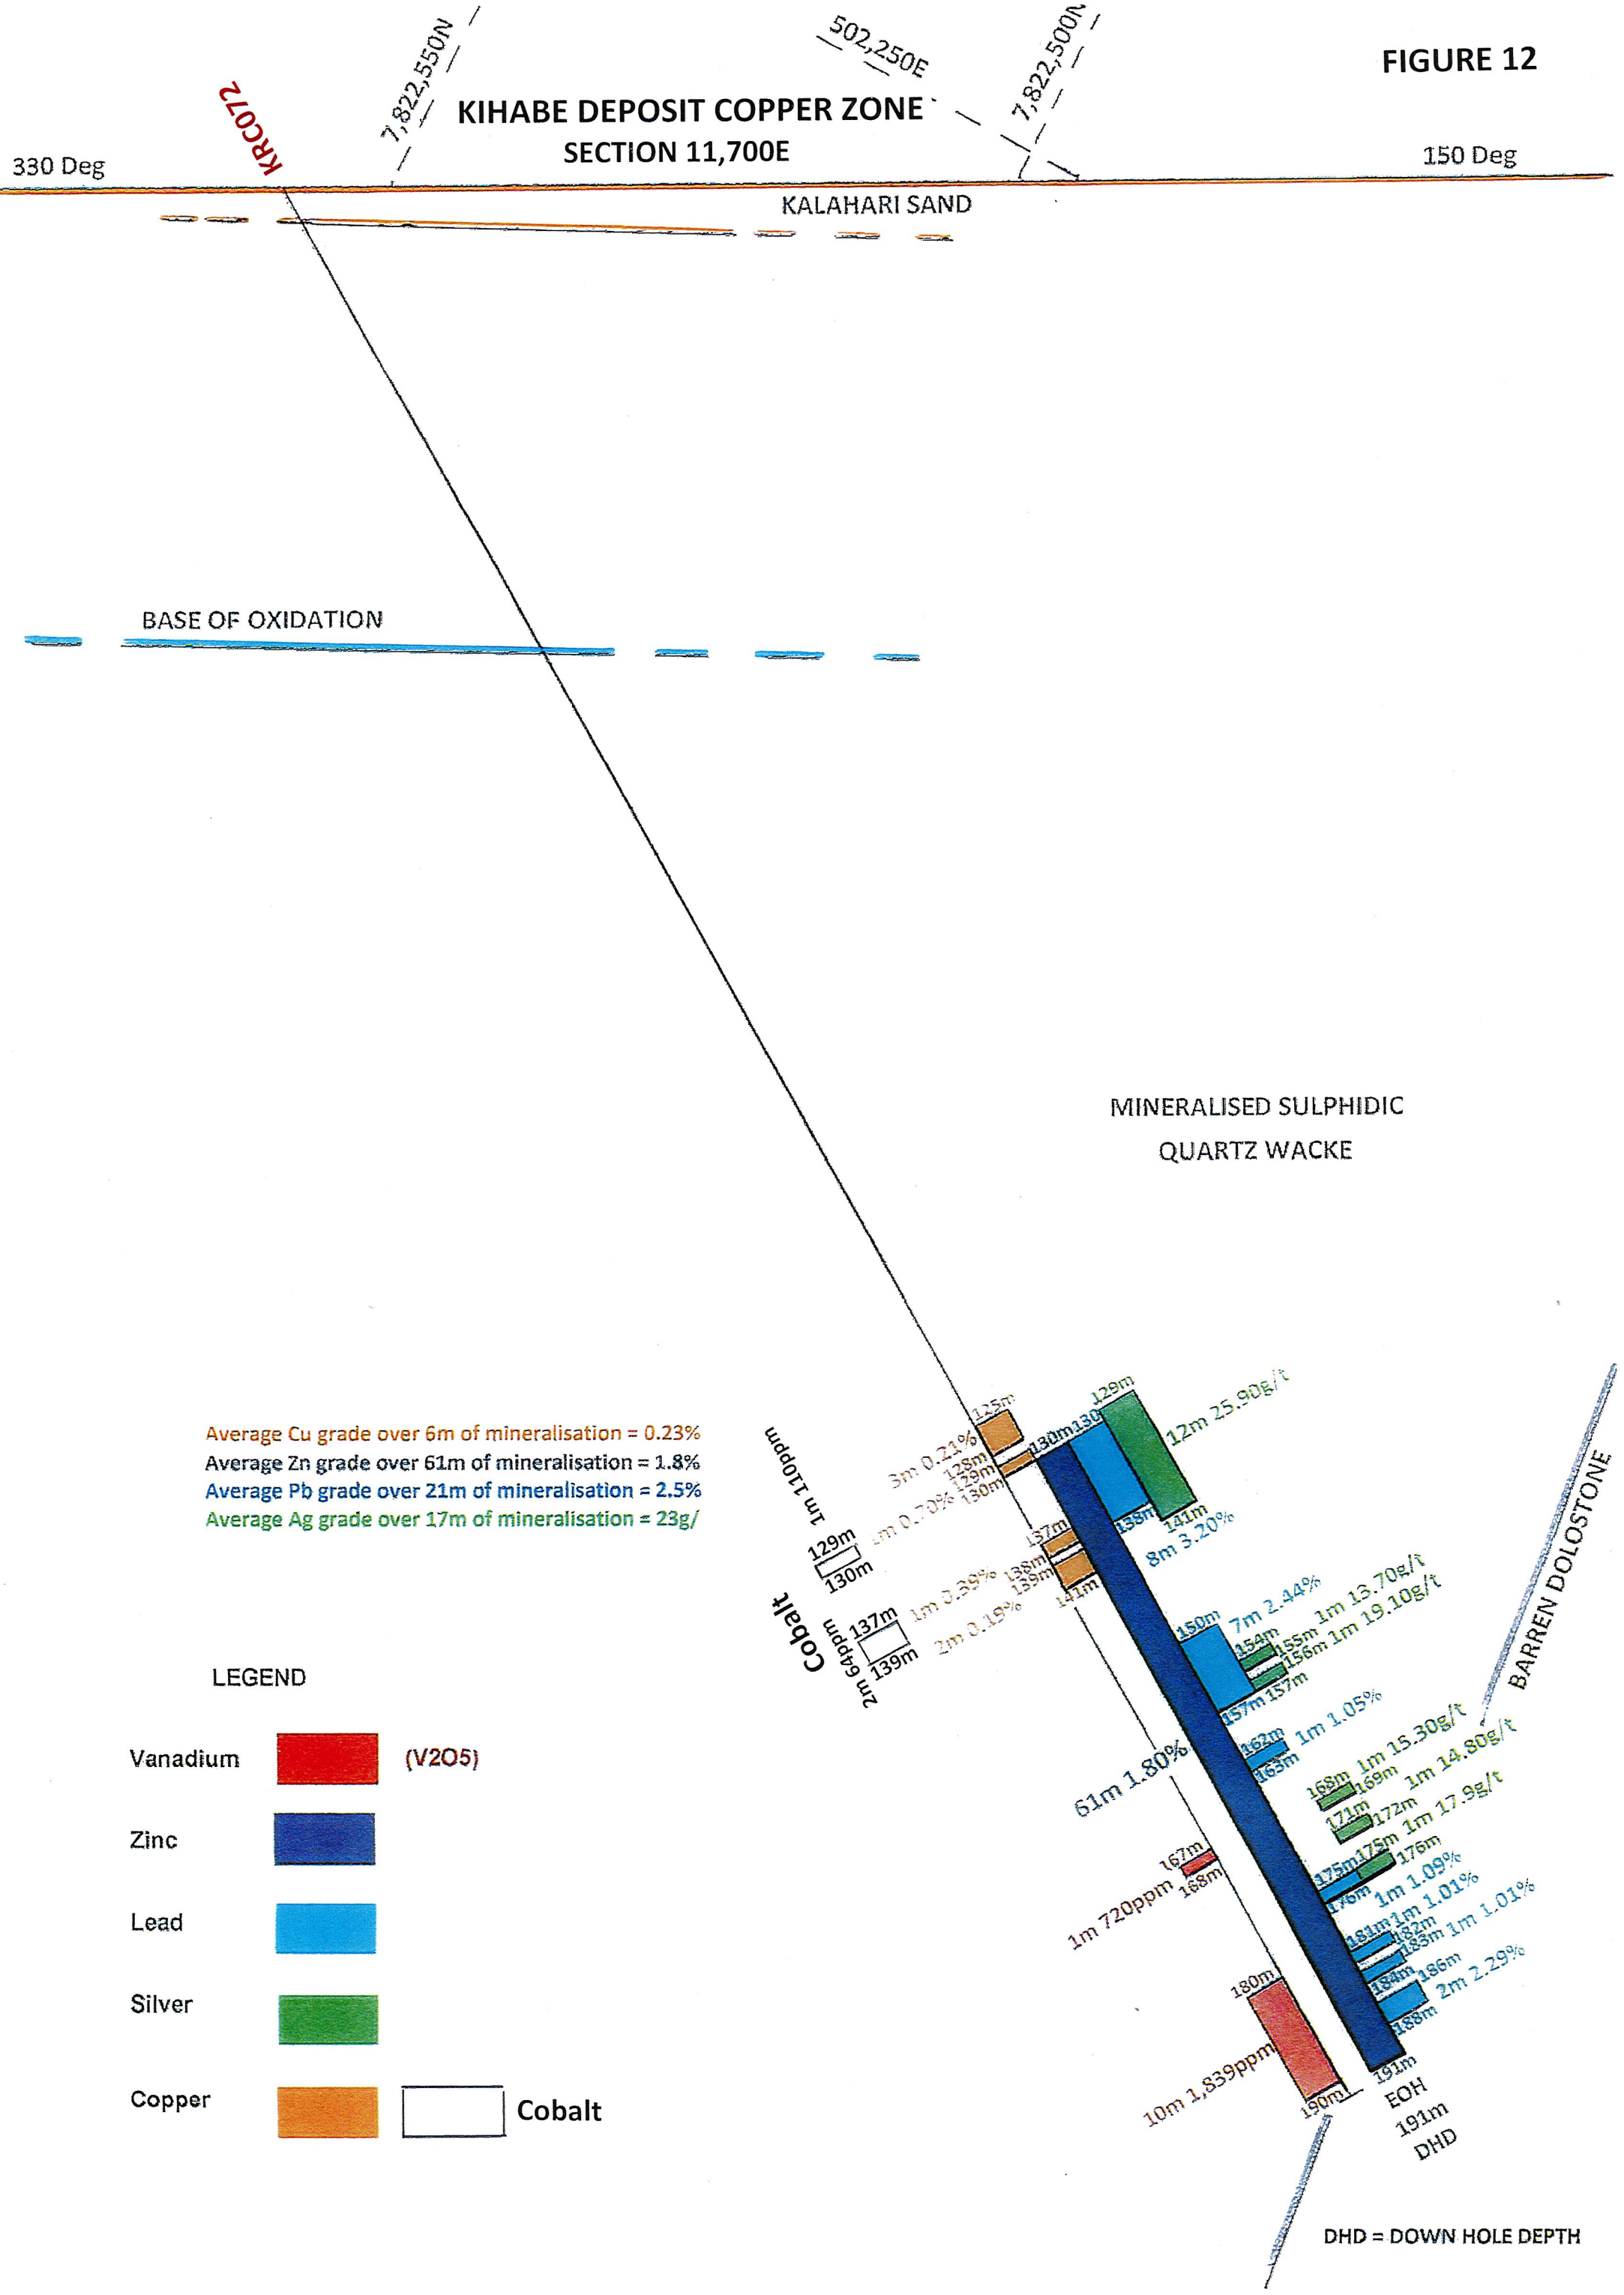 FIGURE 12
7,822,550N
502,250E
7,822,500N
KRC072
KIHABE DEPOSIT COPPER ZONE
SECTION 11,700E
330 Deg
150 Deg
KALAHARI SAND
BASE OF OXIDATION
MINERALISED SULPHIDIC
QUARTZ WACKE
Average Cu grade over 6m of mineralisation = 0.23%
Average Zn grade over 61m of mineralisation = 1.8%
Average Pb grade over 21m of mineralisation = 2.5%
Average Ag grade over 17m of mineralisation = 23g/
125m
3m 0.21%
128m
129m
130m
1m 0.70%
130m
130
129m
12m 25.90g/t
138m
141m
8m 3.20%
1m 110ppm
129m
130m
Cobalt
2m 64ppm
137m
139m
137m
138m
139m
141m
1m 0.39%
2m 0.19%
150m
7m 2.44%
154m
155m
1m 13.70g/t
156m
1m 19.10g/t
157m
157m
162m
1m 1.05%
163m
61m 1.80%
168m
1m 15.30g/t
169m
171m
172m
1m 14.80g/t
175m
175m
1m 17.9g/t
176m
176m
1m 1.09%
181m
1m 1.01%
182m
183m
1m 1.01%
184m
186m
2m 2.29%
188m
167m
168m
1m 720ppm
180m
10m 1,839ppm
190m
191m
EOH
191m
DHD
BARREN DOLOSTONE
LEGEND
Vanadium
(V2O5)
Zinc
Lead
Silver
Copper
Cobalt
DHD = DOWN HOLE DEPTH